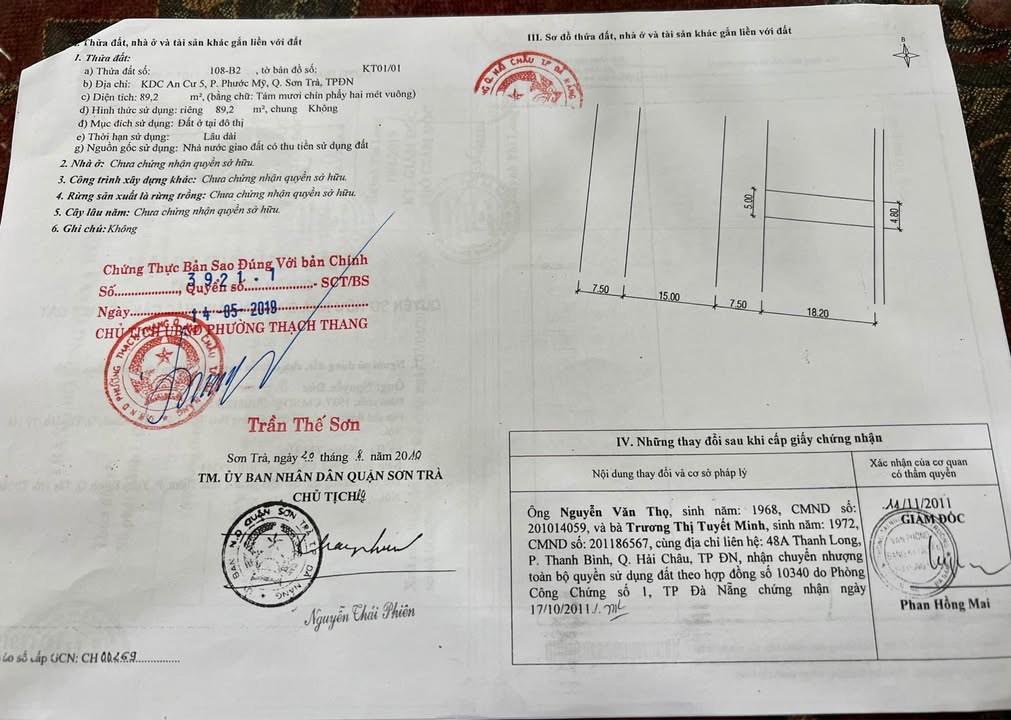 . Thửa đất, nhà ở và tài sản khác gắn liền với đất
1. Thửa đất:
a) Thửa đất số: 108-B2 , tờ bản đồ số: KT01/01
b) Địa chỉ: KDC An Cư 5, P. Phước Mỹ, Q. Sơn Trà, TPĐN
c) Diện tích: 89,2 m², (bằng chữ: Tám mươi chín phẩy hai mét vuông)
d) Hình thức sử dụng: riêng 89,2 m², chung Không
đ) Mục đích sử dụng: Đất ở tại đô thị
e) Thời hạn sử dụng: Lâu dài
g) Nguồn gốc sử dụng: Nhà nước giao đất có thu tiền sử dụng đất
2. Nhà ở: Chưa chứng nhận quyền sở hữu.
3. Công trình xây dựng khác: Chưa chứng nhận quyền sở hữu.
4. Rừng sản xuất là rừng trồng: Chưa chứng nhận quyền sở hữu.
5. Cây lâu năm: Chưa chứng nhận quyền sở hữu.
6. Ghi chú: Không
Chứng Thực Bản Sao Đúng Với bản Chính
Số 3921 , Quyển số 1 - SCT/BS
Ngày 14-05-2019
CHỦ TỊCH UBND PHƯỜNG THẠCH THANG
Trần Thế Sơn
Sơn Trà, ngày 20 tháng 8 năm 2010
TM. ỦY BAN NHÂN DÂN QUẬN SƠN TRÀ
CHỦ TỊCH
Nguyễn Thái Phiên
số cấp GCN: CH 00269
III. Sơ đồ thửa đất, nhà ở và tài sản khác gắn liền với đất
B
Q. HẢI CHÂU T.P ĐÀ NẴNG
5.00
4.80
7.50
15.00
7.50
18.20
IV. Những thay đổi sau khi cấp giấy chứng nhận
Nội dung thay đổi và cơ sở pháp lý
Xác nhận của cơ quan
có thẩm quyền
Ông Nguyễn Văn Thọ, sinh năm: 1968, CMND số:
201014059, và bà Trương Thị Tuyết Minh, sinh năm: 1972,
CMND số: 201186567, cùng địa chỉ liên hệ: 48A Thanh Long,
P. Thanh Bình, Q. Hải Châu, TP ĐN, nhận chuyển nhượng
toàn bộ quyền sử dụng đất theo hợp đồng số 10340 do Phòng
Công Chứng số 1, TP Đà Nẵng chứng nhận ngày
17/10/2011./.
11/11/2011
GIÁM ĐỐC
Phan Hồng Mai